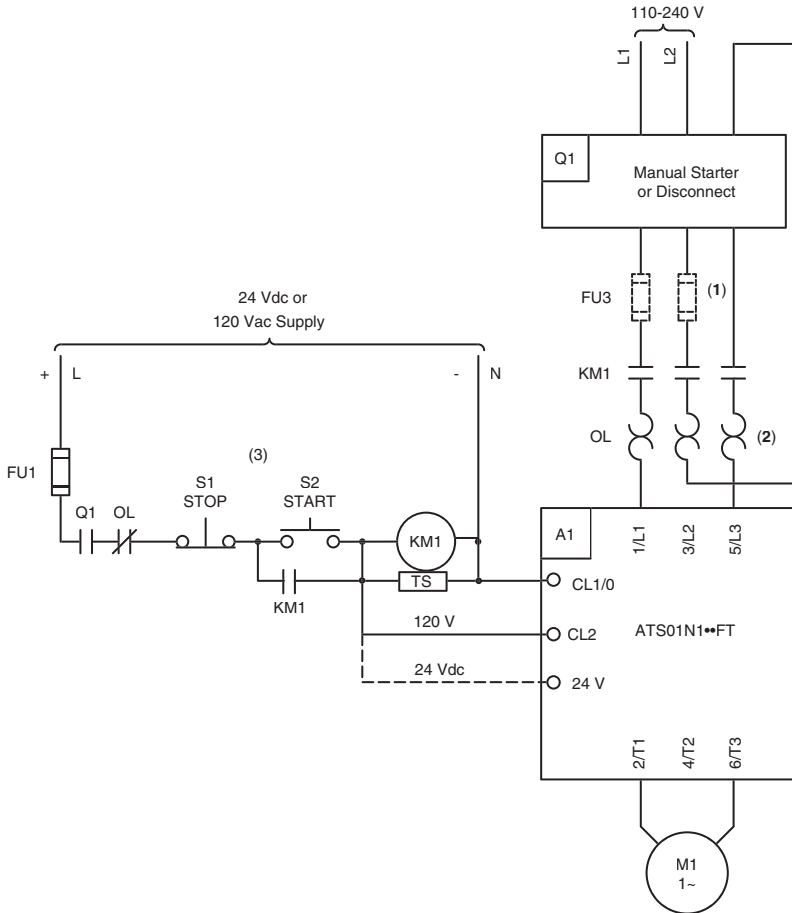 110-240 V
L1
L2
Q1
Manual Starter
or Disconnect
24 Vdc or
120 Vac Supply
FU3
(1)
+ L
- N
KM1
OL
(2)
FU1
(3)
S1
STOP
S2
START
Q1
OL
KM1
A1
1/L1
3/L2
5/L3
TS
CL1/0
KM1
120 V
CL2
ATS01N1••FT
24 Vdc
24 V
2/T1
4/T2
6/T3
M1
1~